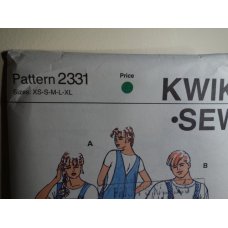 Pattern 2331
Sizes: XS-S-M-L-XL
Price
KWIK
•SEW
A
B